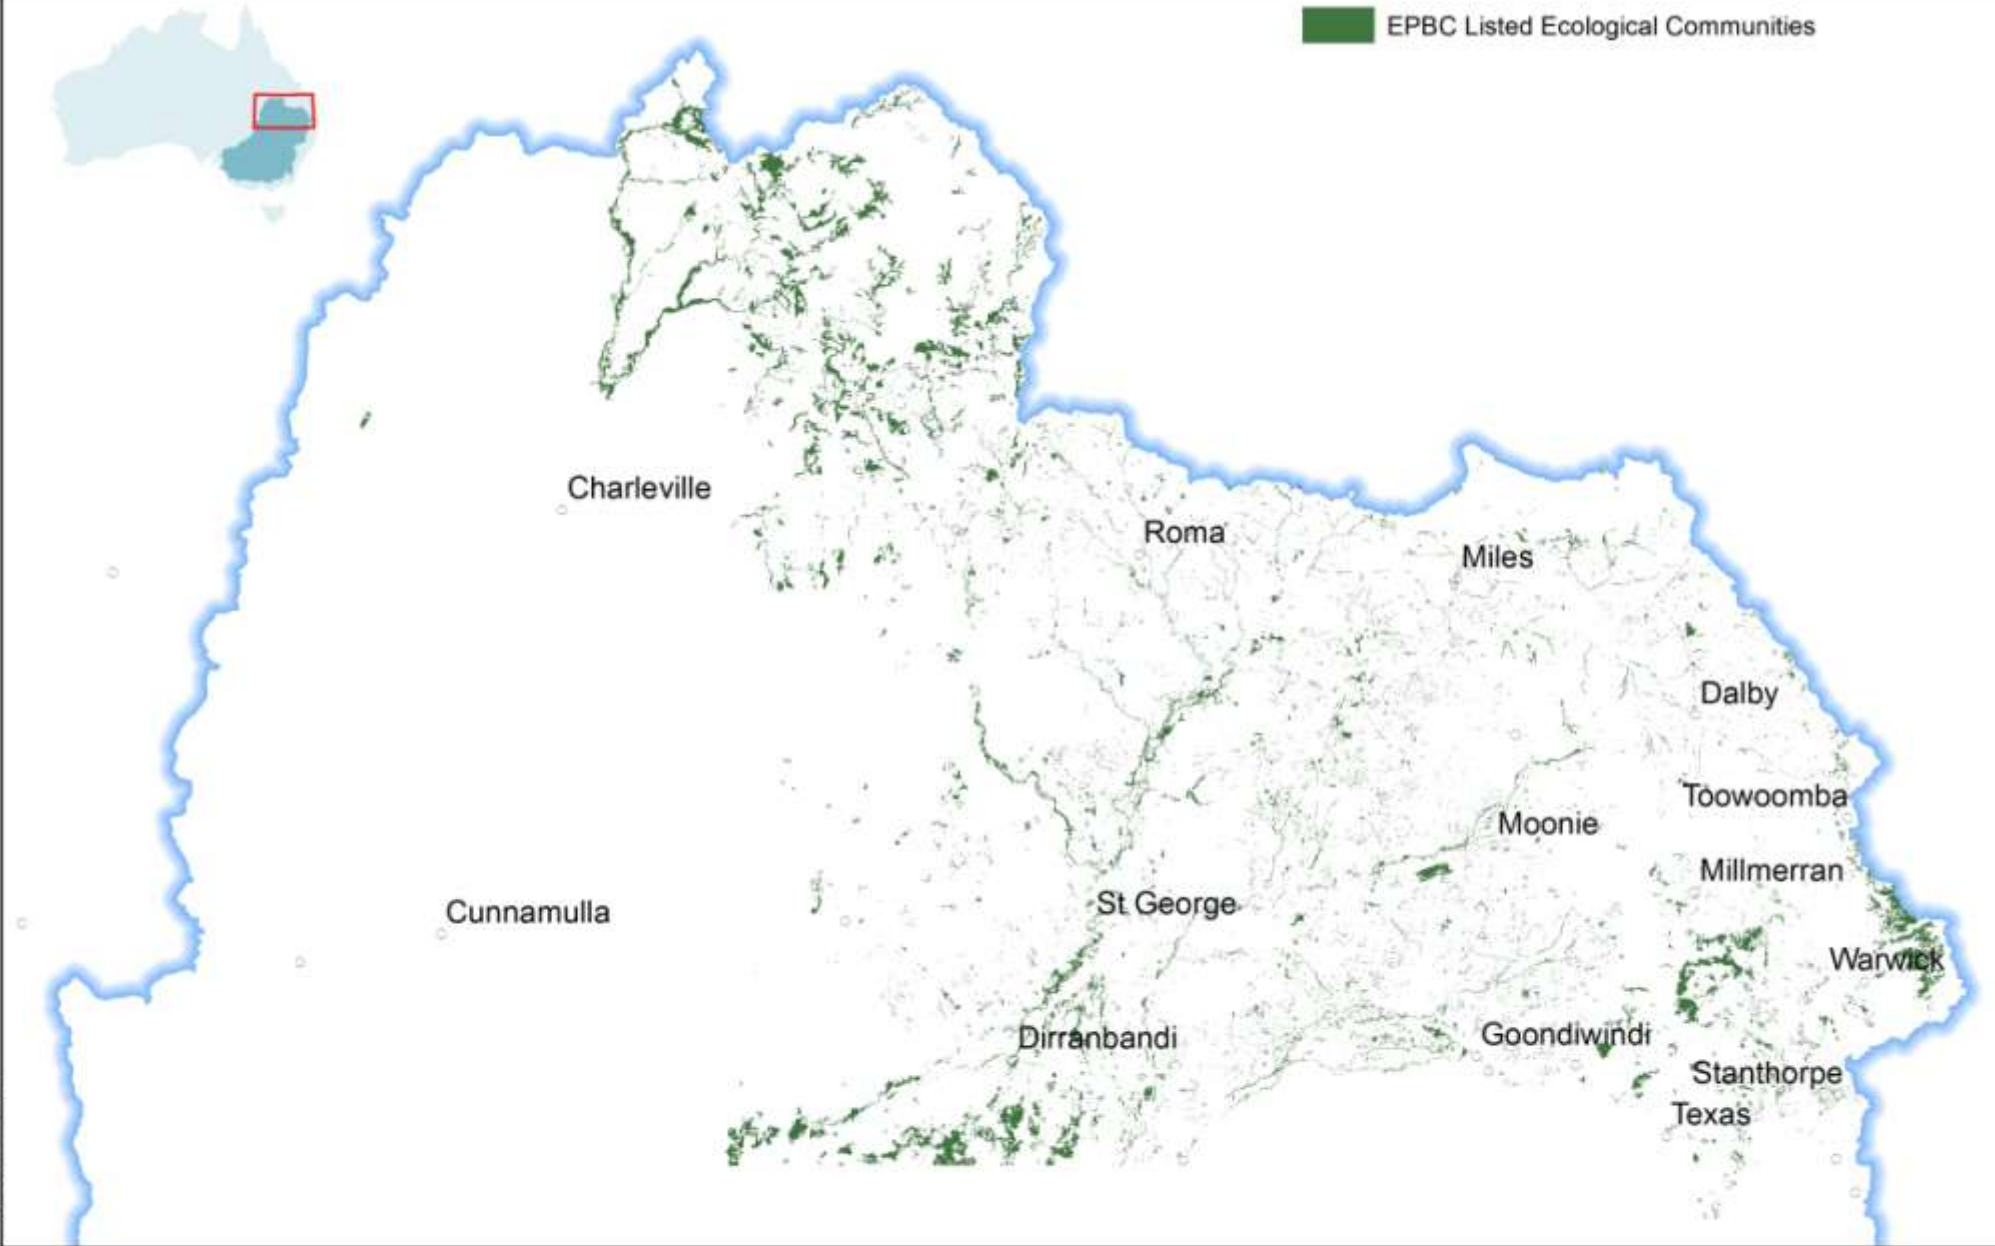 EPBC Listed Ecological Communities
Charleville
Roma
Miles
Dalby
Toowoomba
Moonie
Millmerran
St George
Cunnamulla
Warwick
Goondiwindi
Dirranbandi
Stanthorpe
Texas